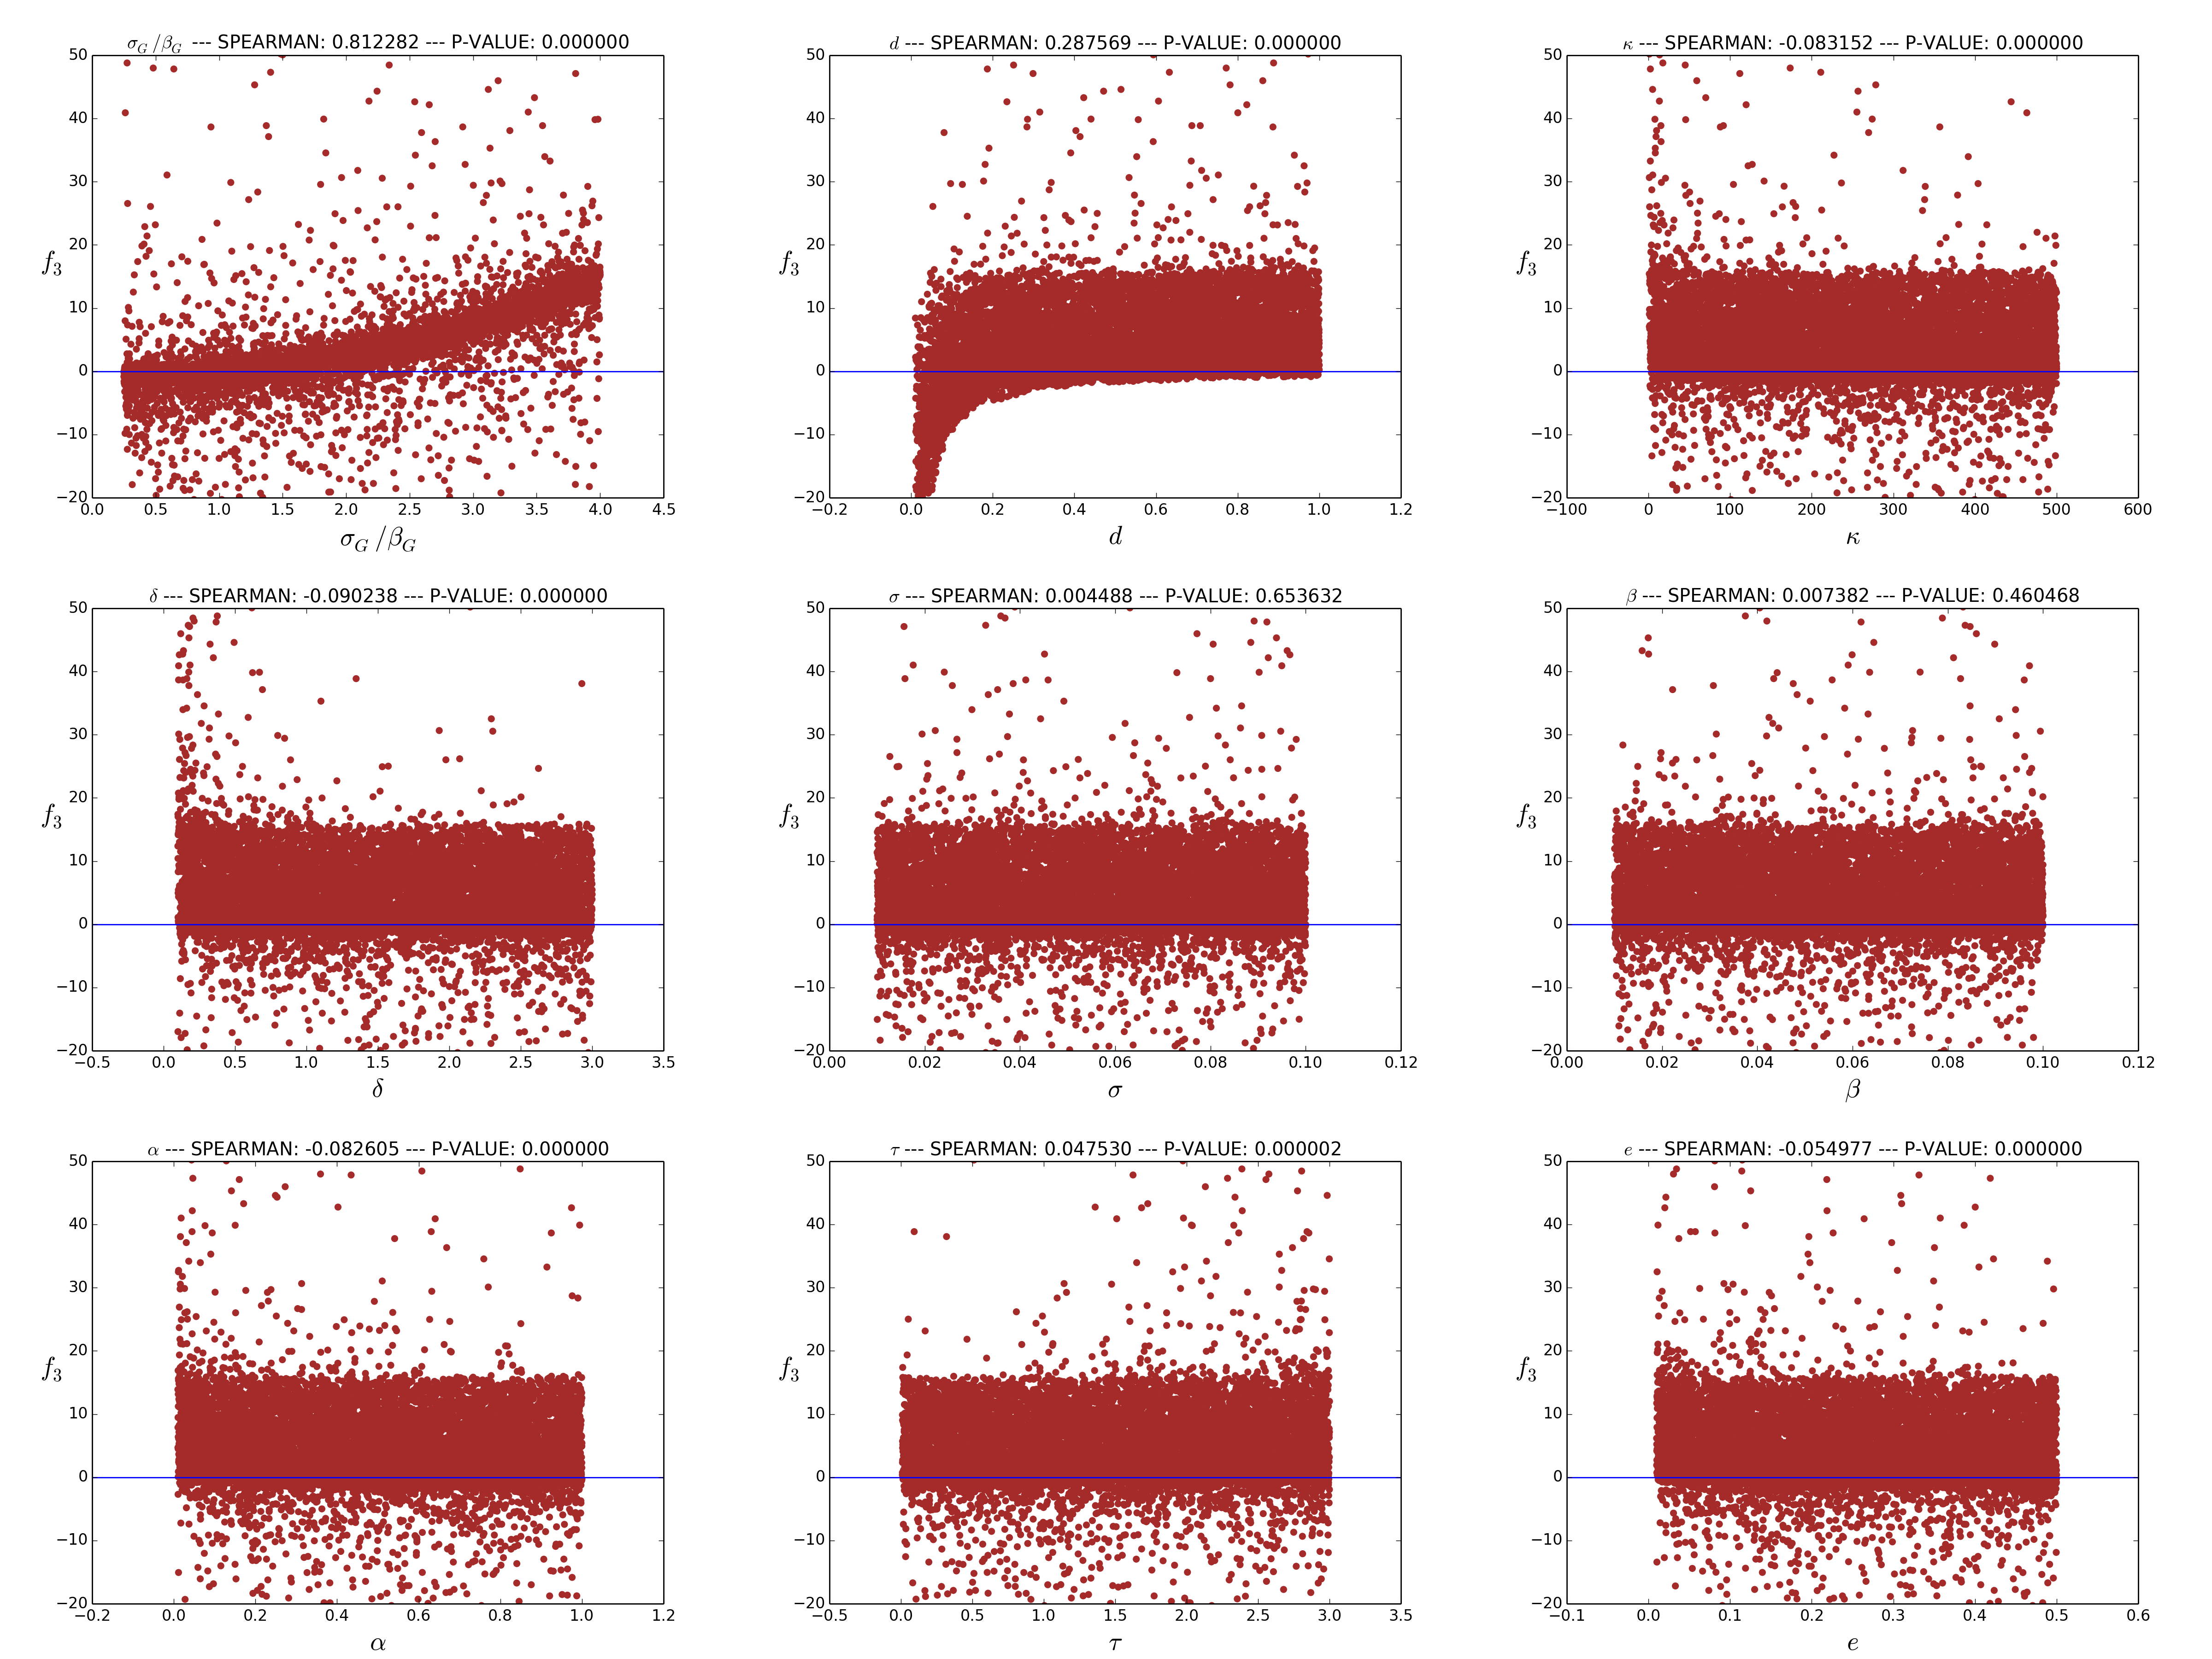 σ_G/β_G --- SPEARMAN: 0.812282 --- P-VALUE: 0.000000
50
40
30
20
10
0
−10
−20
f_3
0.0 0.5 1.0 1.5 2.0 2.5 3.0 3.5 4.0 4.5
σ_G/β_G
d --- SPEARMAN: 0.287569 --- P-VALUE: 0.000000
50
40
30
20
10
0
−10
−20
f_3
−0.2 0.0 0.2 0.4 0.6 0.8 1.0 1.2
d
κ --- SPEARMAN: -0.083152 --- P-VALUE: 0.000000
50
40
30
20
10
0
−10
−20
f_3
−100 0 100 200 300 400 500 600
κ
δ --- SPEARMAN: -0.090238 --- P-VALUE: 0.000000
50
40
30
20
10
0
−10
−20
f_3
−0.5 0.0 0.5 1.0 1.5 2.0 2.5 3.0 3.5
δ
σ --- SPEARMAN: 0.004488 --- P-VALUE: 0.653632
50
40
30
20
10
0
−10
−20
f_3
0.00 0.02 0.04 0.06 0.08 0.10 0.12
σ
β --- SPEARMAN: 0.007382 --- P-VALUE: 0.460468
50
40
30
20
10
0
−10
−20
f_3
0.00 0.02 0.04 0.06 0.08 0.10 0.12
β
α --- SPEARMAN: -0.082605 --- P-VALUE: 0.000000
50
40
30
20
10
0
−10
−20
f_3
−0.2 0.0 0.2 0.4 0.6 0.8 1.0 1.2
α
τ --- SPEARMAN: 0.047530 --- P-VALUE: 0.000002
50
40
30
20
10
0
−10
−20
f_3
−0.5 0.0 0.5 1.0 1.5 2.0 2.5 3.0 3.5
τ
e --- SPEARMAN: -0.054977 --- P-VALUE: 0.000000
50
40
30
20
10
0
−10
−20
f_3
−0.1 0.0 0.1 0.2 0.3 0.4 0.5 0.6
e